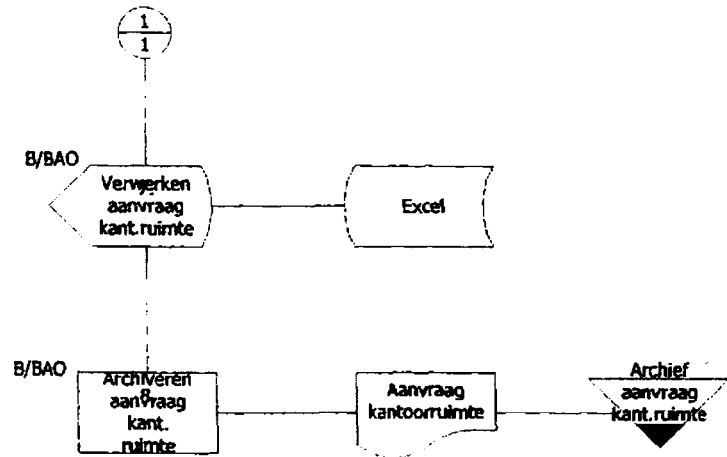 1
1
B/BAO
Verwerken
aanvraag
kant.ruimte
Excel
B/BAO
Archiveren
8
aanvraag
kant.
ruimte
Aanvraag
kantoorruimte
Archief
aanvraag
kant.ruimte